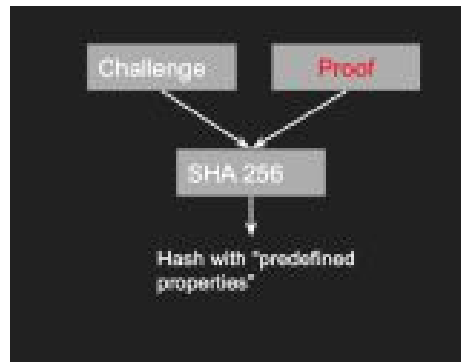 Challenge
Proof
SHA 256
Hash with "predefined
properties"